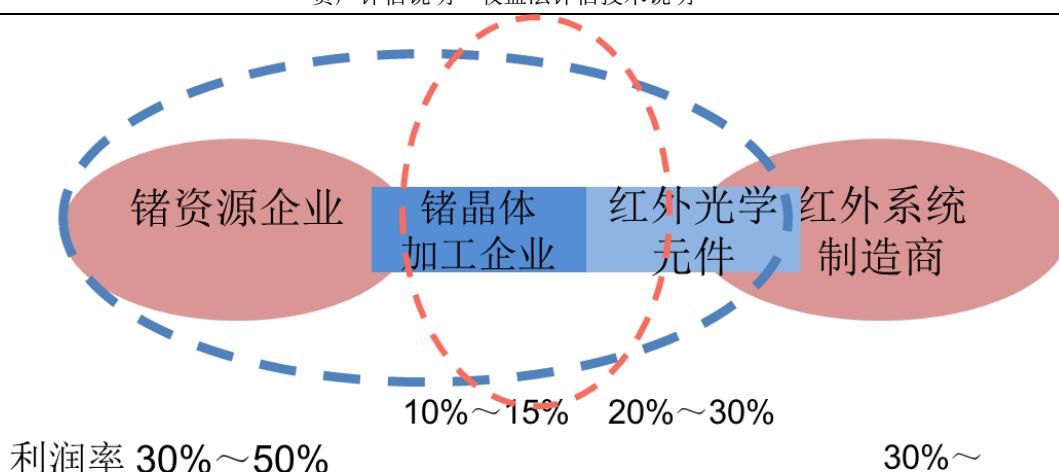 锗资源企业
锗晶体
加工企业
红外光学
元件
红外系统
制造商
10%～15%
20%～30%
利润率 30%～50%
30%～